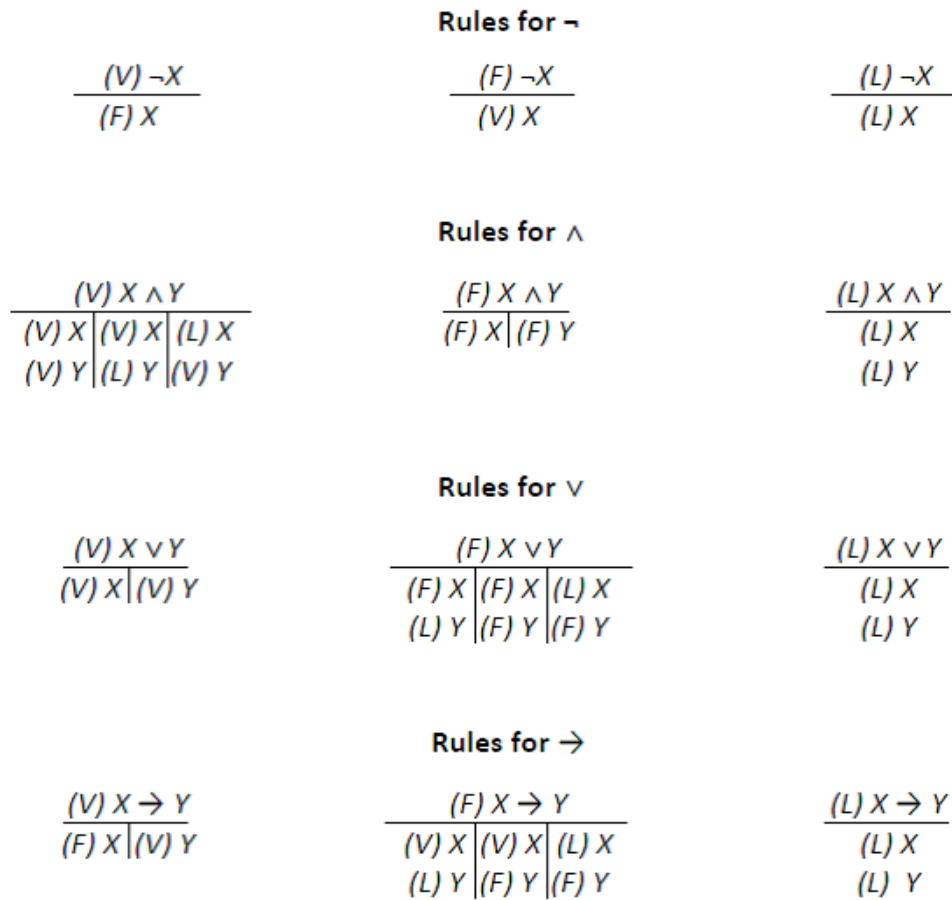 Rules for ¬
(V) ¬X (F) ¬X (L) ¬X
(F) X (V) X (L) X
Rules for ∧
(V) X ∧ Y (F) X ∧ Y (L) X ∧ Y
(V) X (V) X (L) X (F) X (F) Y (L) X
(V) Y (L) Y (V) Y (L) Y
Rules for ∨
(V) X ∨ Y (F) X ∨ Y (L) X ∨ Y
(V) X (V) Y (F) X (F) X (L) X (L) X
(L) Y (F) Y (F) Y (L) Y
Rules for →
(V) X → Y (F) X → Y (L) X → Y
(F) X (V) Y (V) X (V) X (L) X (L) X
(L) Y (F) Y (F) Y (L) Y